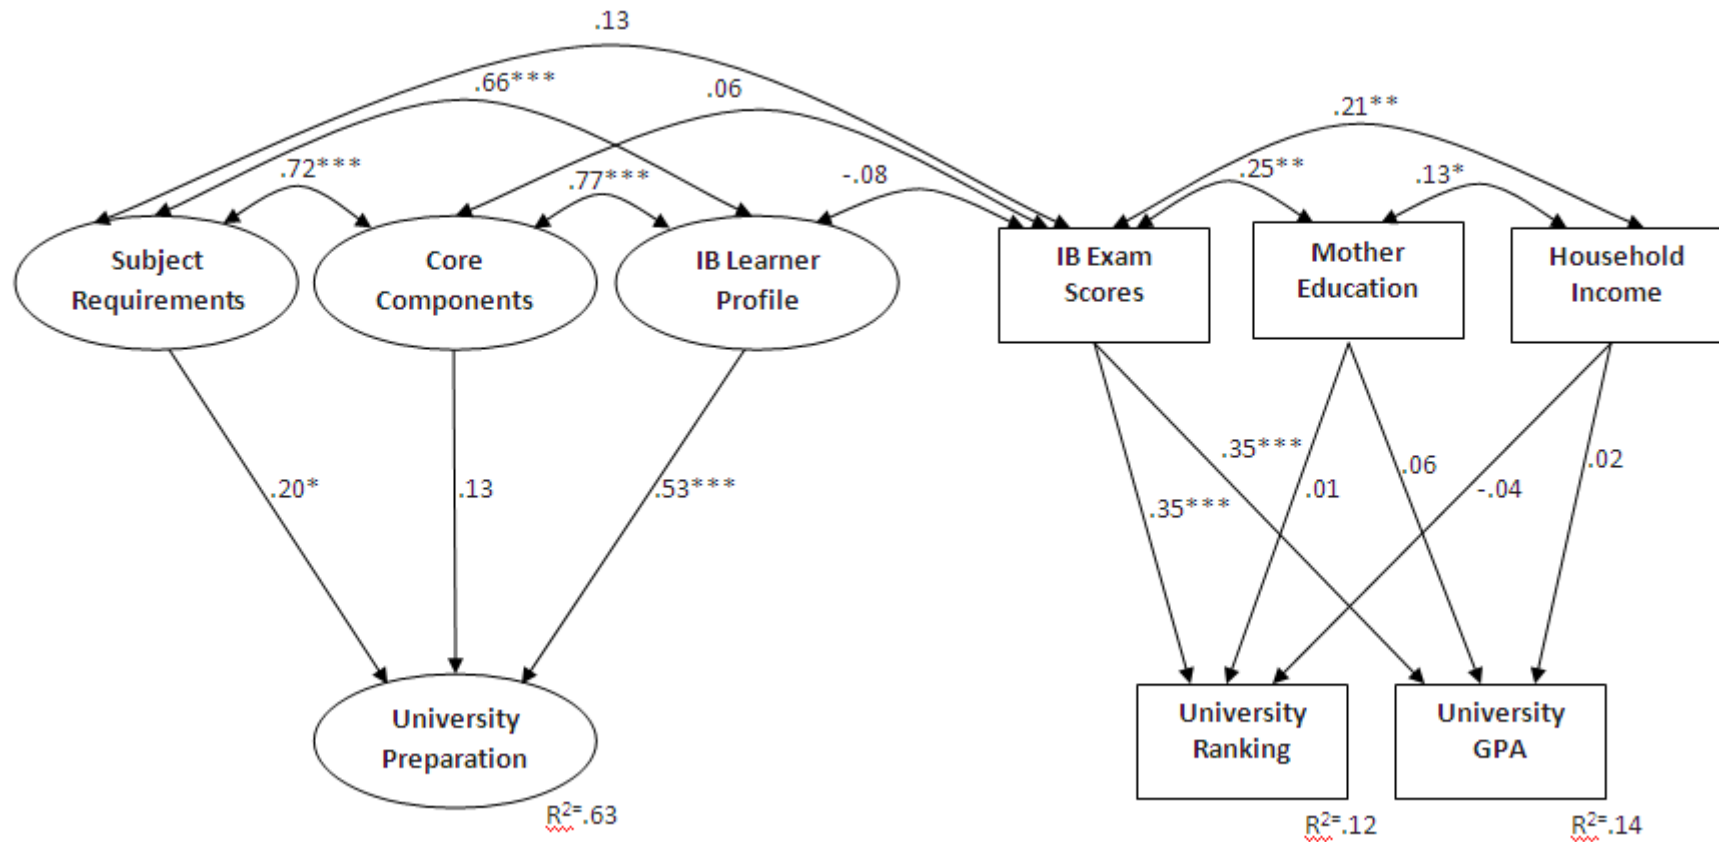 .13
.66***
.06
.21**
.72***
.77***
-.08
.25**
.13*
Subject
Requirements
Core
Components
IB Learner
Profile
IB Exam
Scores
Mother
Education
Household
Income
.20*
.13
.53***
.35***
.35***
.01
.06
-.04
.02
University
Preparation
R²=.63
University
Ranking
R²=.12
University
GPA
R²=.14